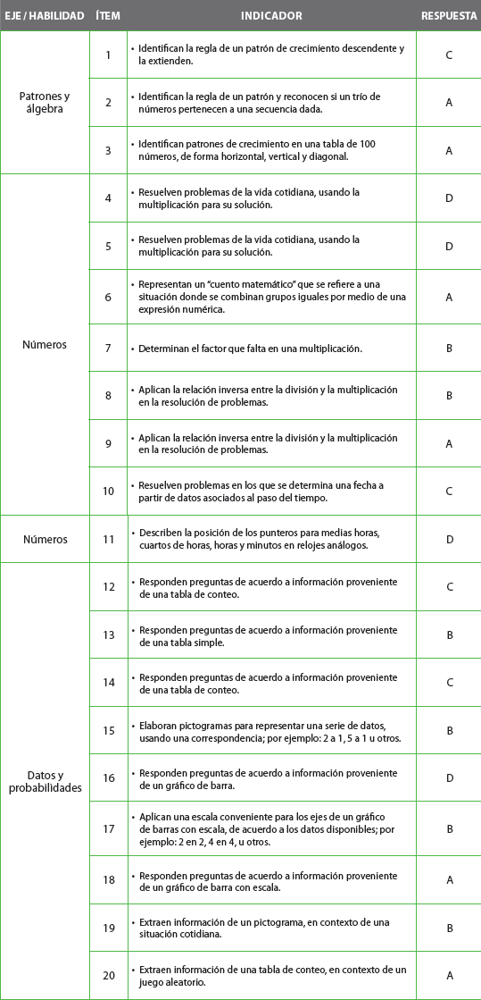 EJE / HABILIDAD ÍTEM INDICADOR RESPUESTA
Patrones y
álgebra
1
• Identifican la regla de un patrón de crecimiento descendente y
la extienden.
C
2
• Identifican la regla de un patrón y reconocen si un trío de
números pertenecen a una secuencia dada.
A
3
• Identifican patrones de crecimiento en una tabla de 100
números, de forma horizontal, vertical y diagonal.
A
Números
4
• Resuelven problemas de la vida cotidiana, usando la
multiplicación para su solución.
D
5
• Resuelven problemas de la vida cotidiana, usando la
multiplicación para su solución.
D
6
• Representan un “cuento matemático” que se refiere a una
situación donde se combinan grupos iguales por medio de una
expresión numérica.
A
7
• Determinan el factor que falta en una multiplicación.
B
8
• Aplican la relación inversa entre la división y la multiplicación
en la resolución de problemas.
B
9
• Aplican la relación inversa entre la división y la multiplicación
en la resolución de problemas.
A
10
• Resuelven problemas en los que se determina una fecha a
partir de datos asociados al paso del tiempo.
C
Números
11
• Describen la posición de los punteros para medias horas,
cuartos de horas, horas y minutos en relojes análogos.
D
Datos y
probabilidades
12
• Responden preguntas de acuerdo a información proveniente
de una tabla de conteo.
C
13
• Responden preguntas de acuerdo a información proveniente
de una tabla simple.
B
14
• Responden preguntas de acuerdo a información proveniente
de una tabla de conteo.
C
15
• Elaboran pictogramas para representar una serie de datos,
usando una correspondencia; por ejemplo: 2 a 1, 5 a 1 u otros.
B
16
• Responden preguntas de acuerdo a información proveniente
de un gráfico de barra.
D
17
• Aplican una escala conveniente para los ejes de un gráfico
de barras con escala, de acuerdo a los datos disponibles; por
ejemplo: 2 en 2, 4 en 4, u otros.
B
18
• Responden preguntas de acuerdo a información proveniente
de un gráfico de barra con escala.
A
19
• Extraen información de un pictograma, en contexto de una
situación cotidiana.
B
20
• Extraen información de una tabla de conteo, en contexto de un
juego aleatorio.
A